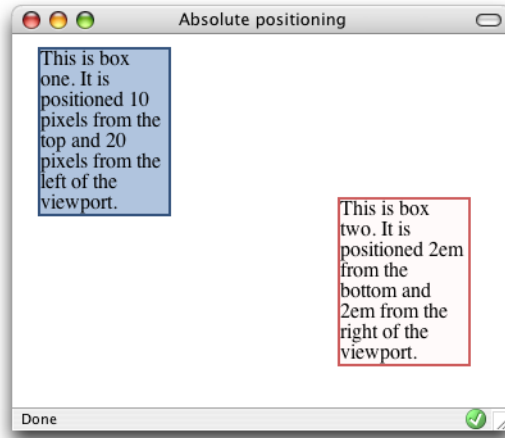 Absolute positioning
This is box
one. It is
positioned 10
pixels from the
top and 20
pixels from the
left of the
viewport.
This is box
two. It is
positioned 2em
from the
bottom and
2em from the
right of the
viewport.
Done